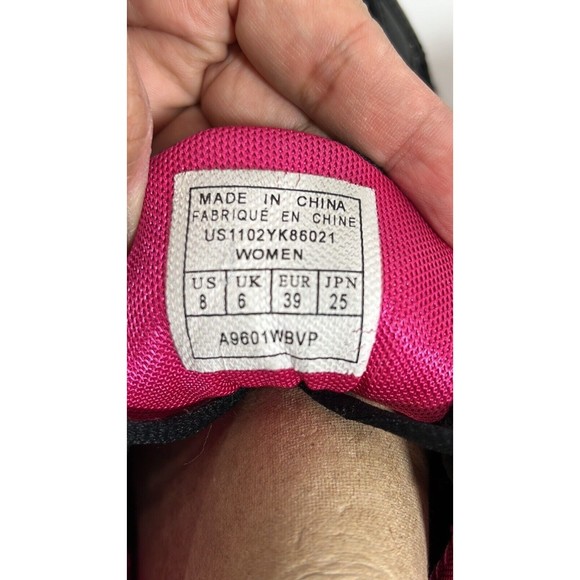 MADE IN CHINA
FABRIQUÉ EN CHINE
US1102YK86021
WOMEN
US UK EUR JPN
8 6 39 25
A9601WBVP